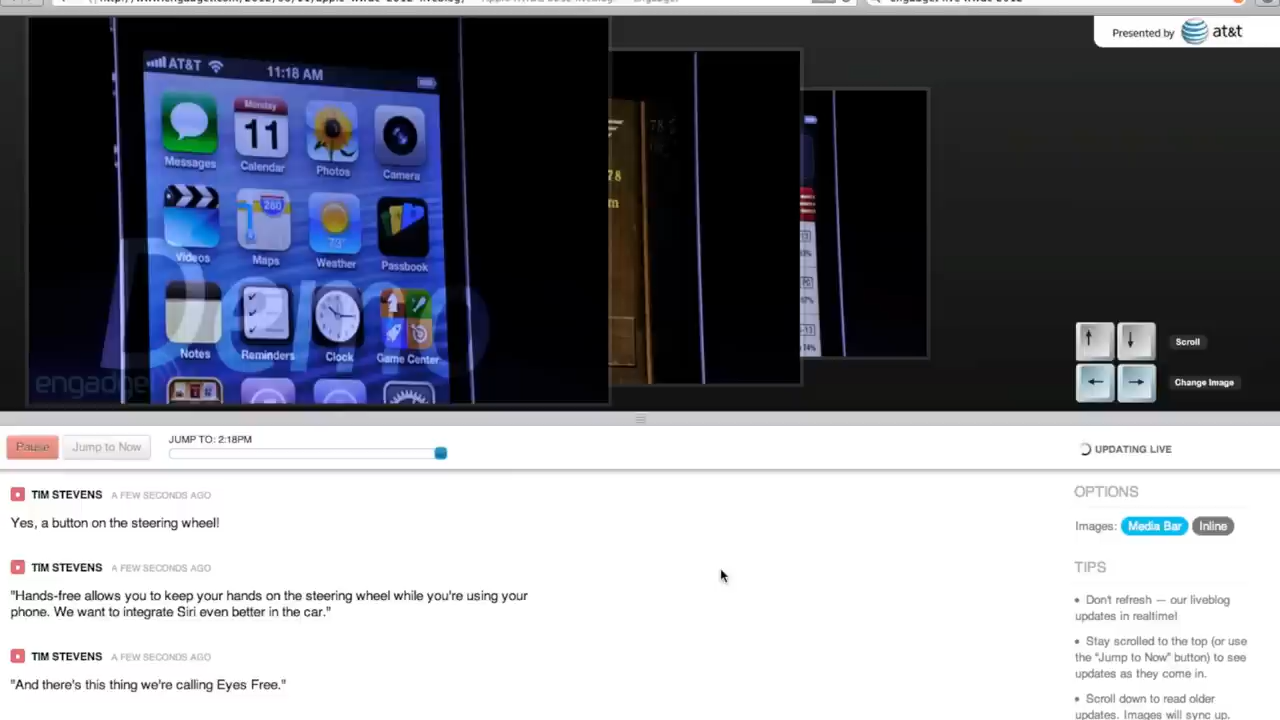 Presented by at&t
AT&T 11:18 AM
Monday
11
280
73°
Messages Calendar Photos Camera
Videos Maps Weather Passbook
Notes Reminders Clock Game Center
Demo
engadget
78
m
Scroll
Change Image
Pause Jump to Now JUMP TO: 2:18PM
UPDATING LIVE
TIM STEVENS A FEW SECONDS AGO
Yes, a button on the steering wheel!
TIM STEVENS A FEW SECONDS AGO
"Hands-free allows you to keep your hands on the steering wheel while you're using your
phone. We want to integrate Siri even better in the car."
TIM STEVENS A FEW SECONDS AGO
"And there's this thing we're calling Eyes Free."
OPTIONS
Images: Media Bar Inline
TIPS
• Don't refresh — our liveblog
updates in realtime!
• Stay scrolled to the top (or use
the "Jump to Now" button) to see
updates as they come in.
• Scroll down to read older
updates. Images will sync up.